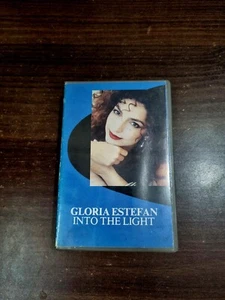 GLORIA ESTEFAN
INTO THE LIGHT